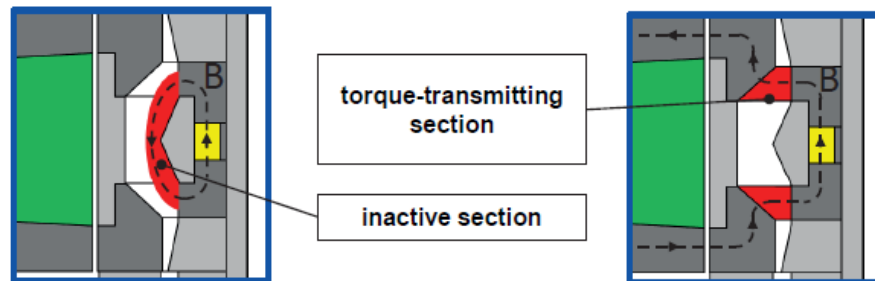 B
torque-transmitting
section
inactive section
B